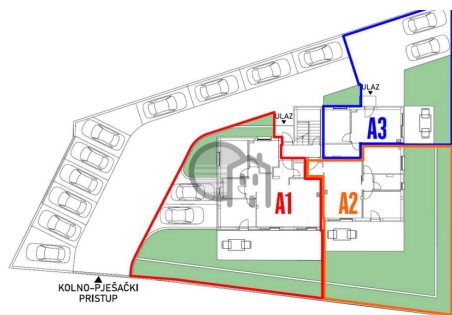 ULAZ
ULAZ
A3
A1
A2
KOLNO-PJEŠAČKI
PRISTUP